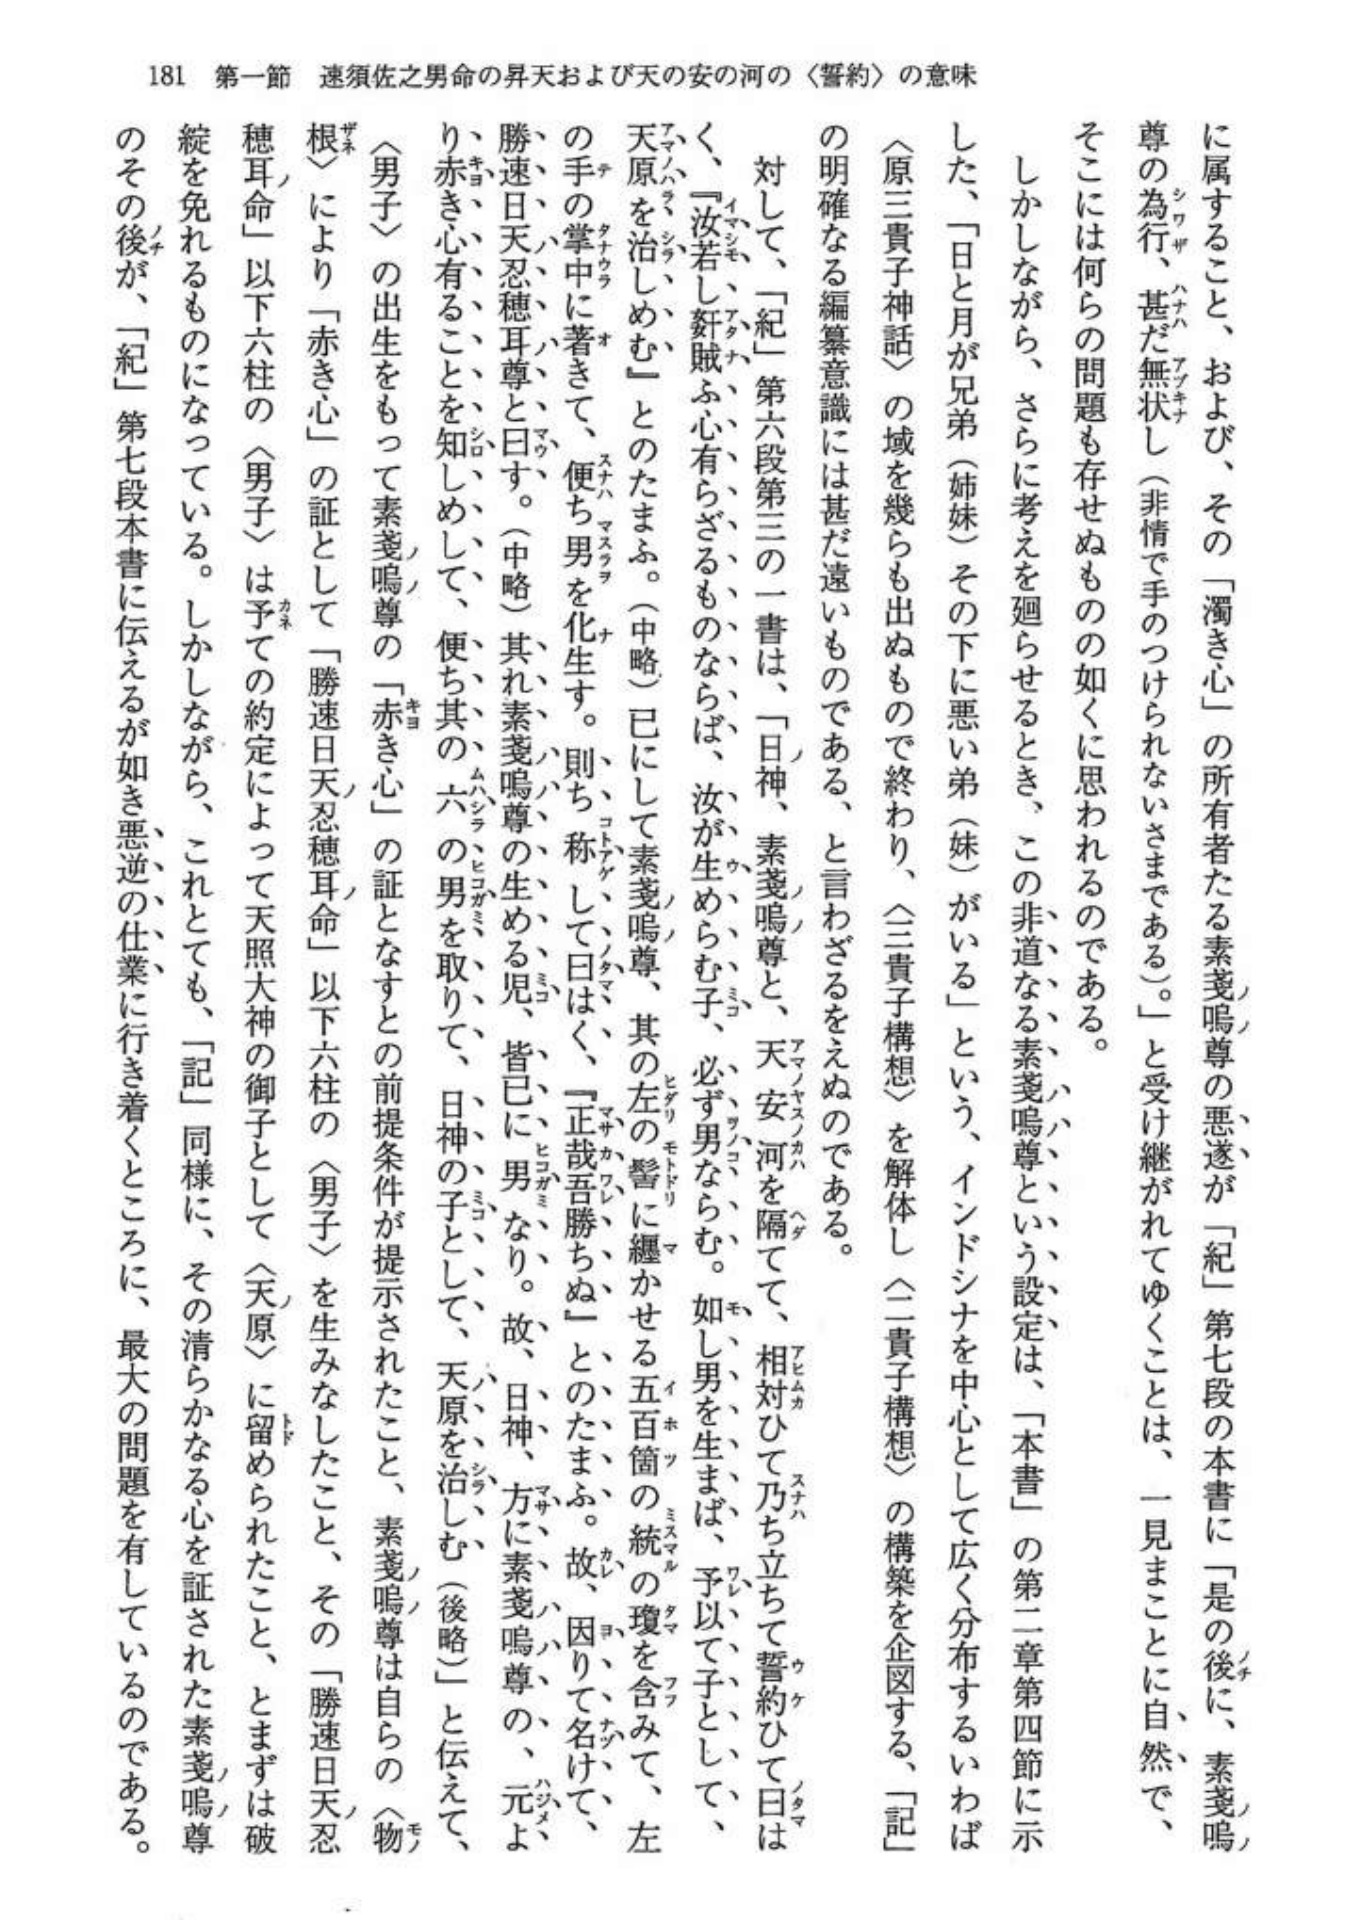 181　第一節　速須佐之男命の昇天および天の安の河の〈誓約〉の意味
に属すること、および、その「濁き心」の所有者たる素戔嗚尊の悪遂が「紀」第七段の本書に「是の後に、素戔嗚
尊の為行、甚だ無状し（非情で手のつけられないさまである）。」と受け継がれてゆくことは、一見まことに自然で、
そこには何らの問題も存せぬものの如くに思われるのである。
　しかしながら、さらに考えを廻らせるとき、この非道なる素戔嗚尊という設定は、「本書」の第二章第四節に示
した、「日と月が兄弟（姉妹）その下に悪い弟（妹）がいる」という、インドシナを中心として広く分布するいわば
〈原三貴子神話〉の域を幾らも出ぬもので終わり、〈三貴子構想〉を解体し〈二貴子構想〉の構築を企図する、「記」
の明確なる編纂意識には甚だ遠いものである、と言わざるをえぬのである。
　対して、「紀」第六段第三の一書は、「日神、素戔嗚尊と、天安河を隔てて、相対ひて乃ち立ちて誓約ひて曰は
く、『汝若し姧賊ふ心有らざるものならば、汝が生めらむ子、必ず男ならむ。如し男を生まば、予以て子として、
天原を治しめむ』とのたまふ。（中略）已にして素戔嗚尊、其の左の髻に纒かせる五百箇の統の瓊を含みて、左
の手の掌中に著きて、便ち男を化生す。則ち称して曰はく、『正哉吾勝ちぬ』とのたまふ。故、因りて名けて、
勝速日天忍穂耳尊と曰す。（中略）其れ素戔嗚尊の生める児、皆已に男なり。故、日神、方に素戔嗚尊の、元よ
り赤き心有ることを知しめして、便ち其の六の男を取りて、日神の子として、天原を治しむ（後略）」と伝えて、
〈男子〉の出生をもって素戔嗚尊の「赤き心」の証となすとの前提条件が提示されたこと、素戔嗚尊は自らの〈物
根〉により「赤き心」の証として「勝速日天忍穂耳命」以下六柱の〈男子〉を生みなしたこと、その「勝速日天忍
穂耳命」以下六柱の〈男子〉は予ての約定によって天照大神の御子として〈天原〉に留められたこと、とまずは破
綻を免れるものになっている。しかしながら、これとても、「記」同様に、その清らかなる心を証された素戔嗚尊
のその後が、「紀」第七段本書に伝えるが如き悪逆の仕業に行き着くところに、最大の問題を有しているのである。